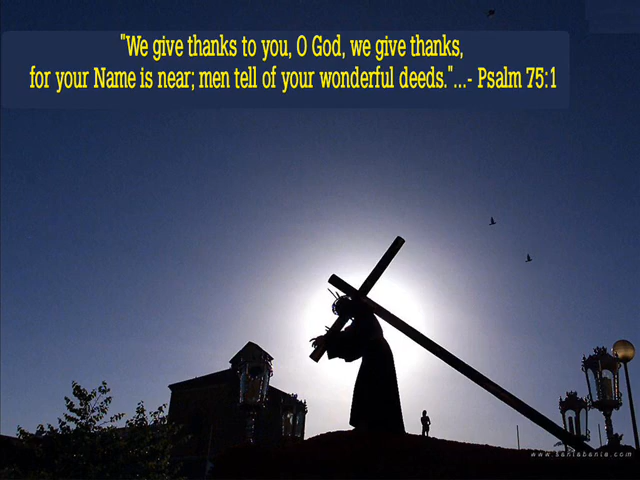 "We give thanks to you, O God, we give thanks,
for your Name is near; men tell of your wonderful deeds."...- Psalm 75:1
www.santabania.com